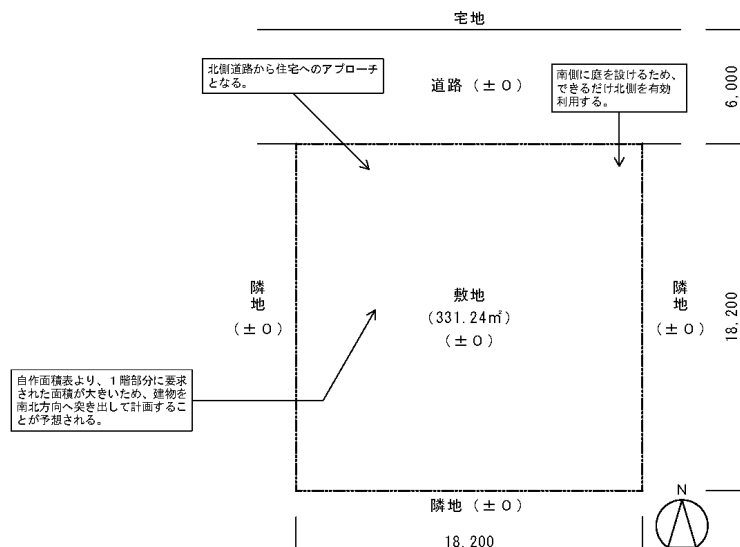 宅地
北側道路から住宅へのアプローチ
となる。
道路(±0)
南側に庭を設けるため、
できるだけ北側を有効
利用する。
6,000
隣地
(±0)
敷地
(331.24㎡)
(±0)
隣地
(±0)
18,200
自作面積表より、1階部分に要求
された面積が大きいため、建物を
南北方向へ突き出して計画するこ
とが予想される。
隣地(±0)
N
18,200